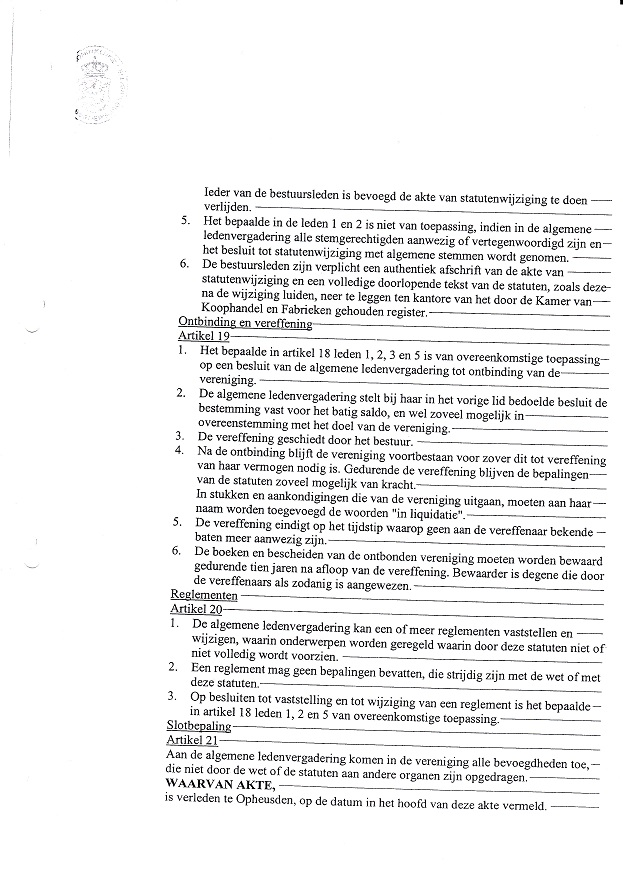 Ieder van de bestuursleden is bevoegd de akte van statutenwijziging te doen
verlijden.
5. Het bepaalde in de leden 1 en 2 is niet van toepassing, indien in de algemene
ledenvergadering alle stemgerechtigden aanwezig of vertegenwoordigd zijn en
het besluit tot statutenwijziging met algemene stemmen wordt genomen.
6. De bestuursleden zijn verplicht een authentiek afschrift van de akte van
statutenwijziging en een volledige doorlopende tekst van de statuten, zoals deze
na de wijziging luiden, neer te leggen ten kantore van het door de Kamer van
Koophandel en Fabrieken gehouden register.
Ontbinding en vereffening
Artikel 19
1. Het bepaalde in artikel 18 leden 1, 2, 3 en 5 is van overeenkomstige toepassing
op een besluit van de algemene ledenvergadering tot ontbinding van de
vereniging.
2. De algemene ledenvergadering stelt bij haar in het vorige lid bedoelde besluit de
bestemming vast voor het batig saldo, en wel zoveel mogelijk in
overeenstemming met het doel van de vereniging.
3. De vereffening geschiedt door het bestuur.
4. Na de ontbinding blijft de vereniging voortbestaan voor zover dit tot vereffening
van haar vermogen nodig is. Gedurende de vereffening blijven de bepalingen
van de statuten zoveel mogelijk van kracht.
In stukken en aankondigingen die van de vereniging uitgaan, moeten aan haar
naam worden toegevoegd de woorden "in liquidatie".
5. De vereffening eindigt op het tijdstip waarop geen aan de vereffenaar bekende
baten meer aanwezig zijn.
6. De boeken en bescheiden van de ontbonden vereniging moeten worden bewaard
gedurende tien jaren na afloop van de vereffening. Bewaarder is degene die door
de vereffenaars als zodanig is aangewezen.
Reglementen
Artikel 20
1. De algemene ledenvergadering kan een of meer reglementen vaststellen en
wijzigen, waarin onderwerpen worden geregeld waarin door deze statuten niet of
niet volledig wordt voorzien.
2. Een reglement mag geen bepalingen bevatten, die strijdig zijn met de wet of met
deze statuten.
3. Op besluiten tot vaststelling en tot wijziging van een reglement is het bepaalde
in artikel 18 leden 1, 2 en 5 van overeenkomstige toepassing.
Slotbepaling
Artikel 21
Aan de algemene ledenvergadering komen in de vereniging alle bevoegdheden toe,
die niet door de wet of de statuten aan andere organen zijn opgedragen.
WAARVAN AKTE,
is verleden te Opheusden, op de datum in het hoofd van deze akte vermeld.